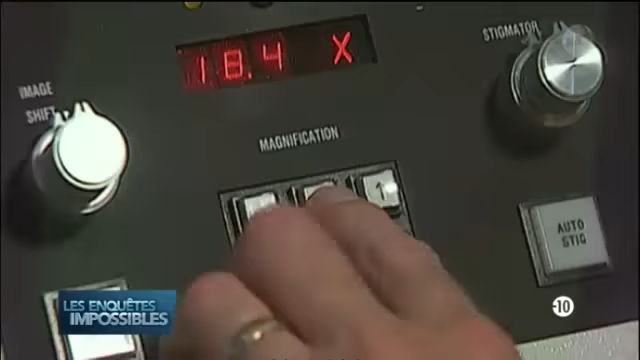 18.4 X
STIGMATOR
IMAGE
SHIFT
MAGNIFICATION
1
AUTO
STIG
LES ENQUÊTES
IMPOSSIBLES
-10